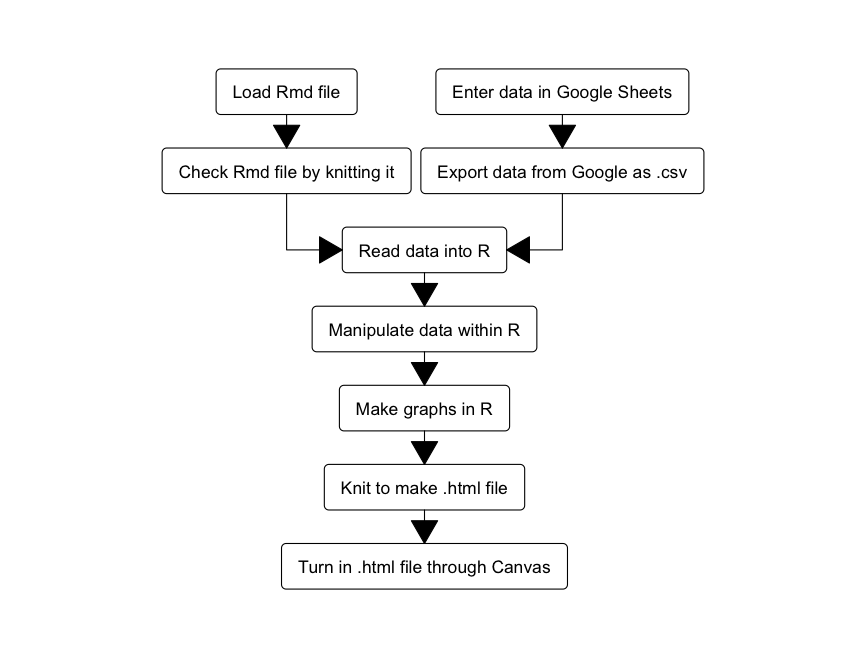 Load Rmd file
Enter data in Google Sheets
Check Rmd file by knitting it
Export data from Google as .csv
Read data into R
Manipulate data within R
Make graphs in R
Knit to make .html file
Turn in .html file through Canvas